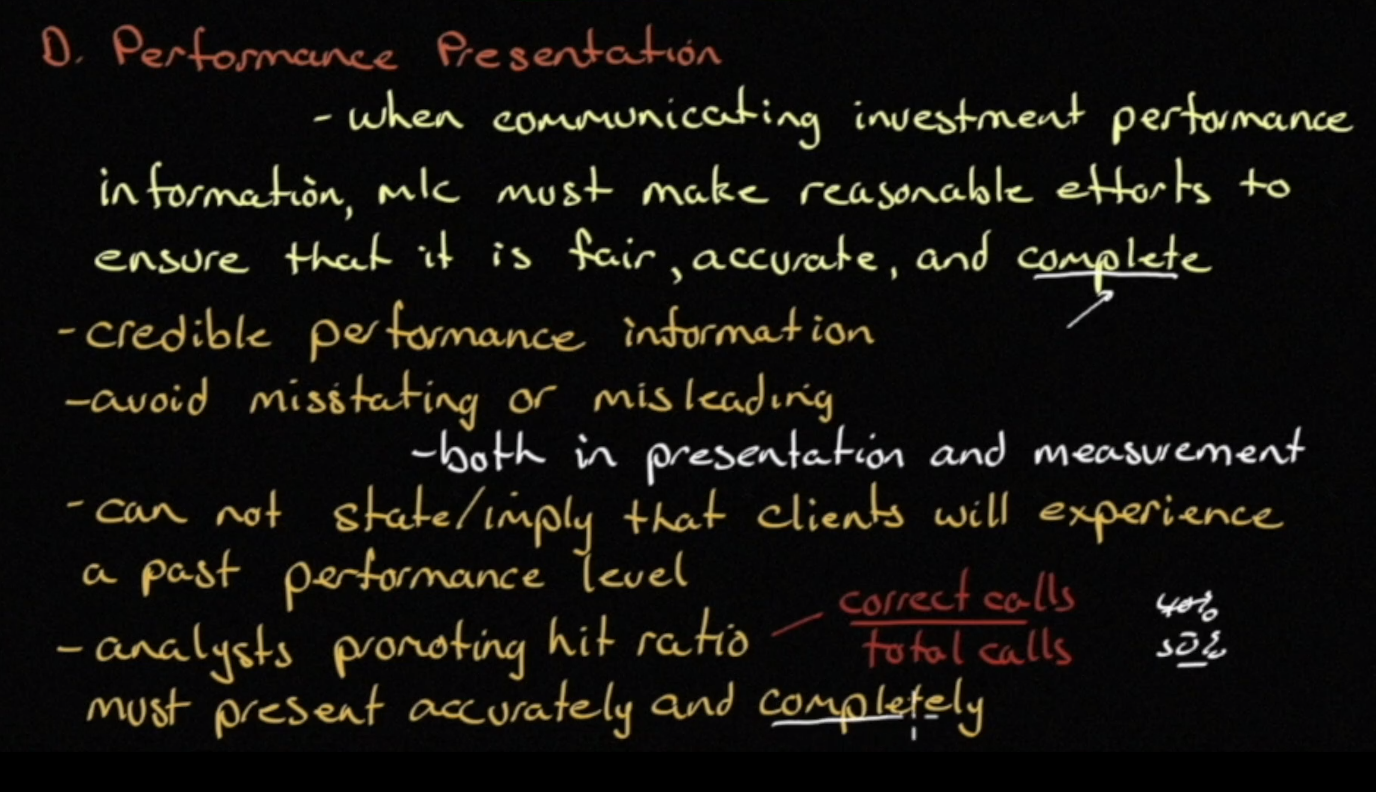 D. Performance Presentation
- when communicating investment performance
information, m/c must make reasonable efforts to
ensure that it is fair, accurate, and complete
- credible performance information
- avoid misstating or misleading
- both in presentation and measurement
- can not state/imply that clients will experience
a past performance level
- analysts promoting hit ratio
correct calls
total calls
40%
50%
must present accurately and completely